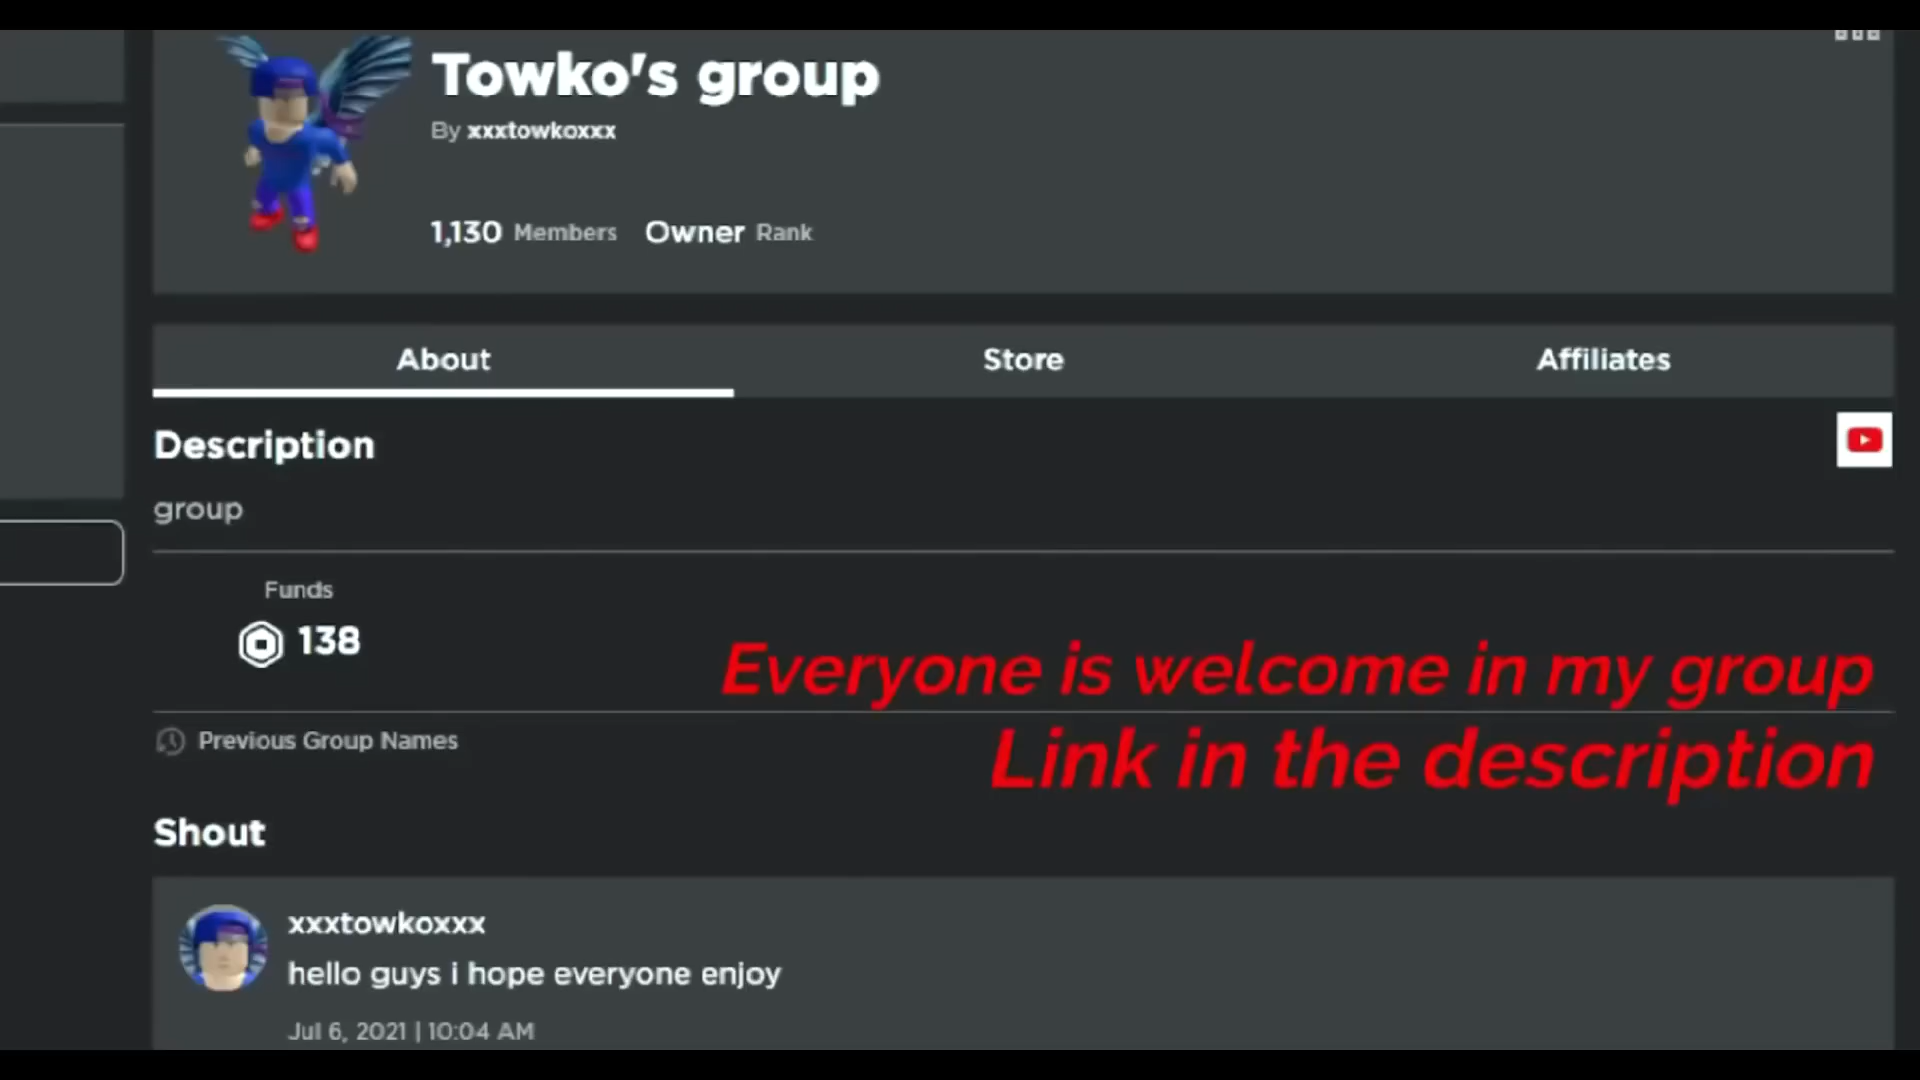 Towko's group
By xxxtowkoxxx
1,130 Members Owner Rank
About Store Affiliates
Description
group
Funds
138
Everyone is welcome in my group
Link in the description
Previous Group Names
Shout
xxxtowkoxxx
hello guys i hope everyone enjoy
Jul 6, 2021 | 10:04 AM